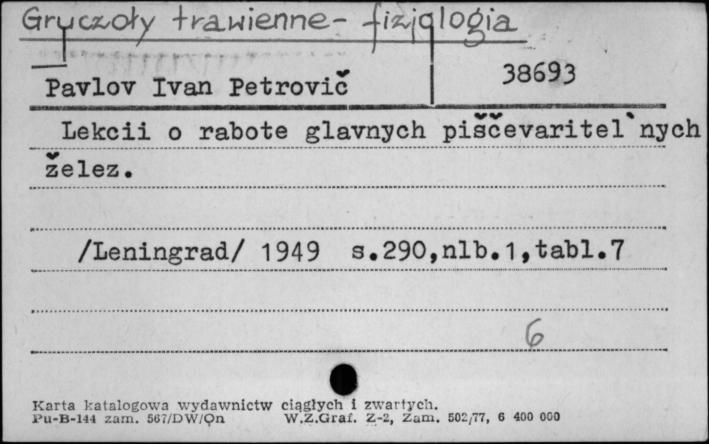 Gruczoły trawienne - fizjologia
Pavlov Ivan Petrovič
38693
Lekcii o rabote glavnych piščevaritel`nych
želez.
/Leningrad/ 1949 s.290,nlb.1,tabl.7
6
Karta katalogowa wydawnictw ciągłych i zwartych.
Pu-B-144 zam. 567/DW/Qn W.Z.Graf. Z-2, Zam. 502/77, 6 400 000